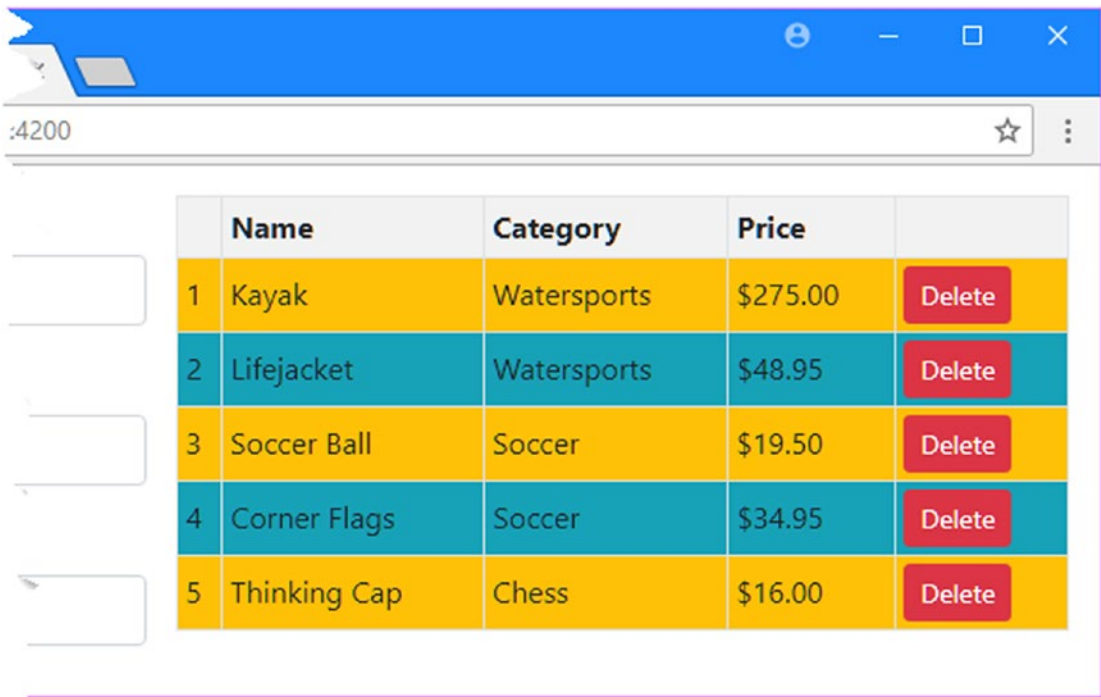 :4200
Name Category Price
1 Kayak Watersports $275.00 Delete
2 Lifejacket Watersports $48.95 Delete
3 Soccer Ball Soccer $19.50 Delete
4 Corner Flags Soccer $34.95 Delete
5 Thinking Cap Chess $16.00 Delete